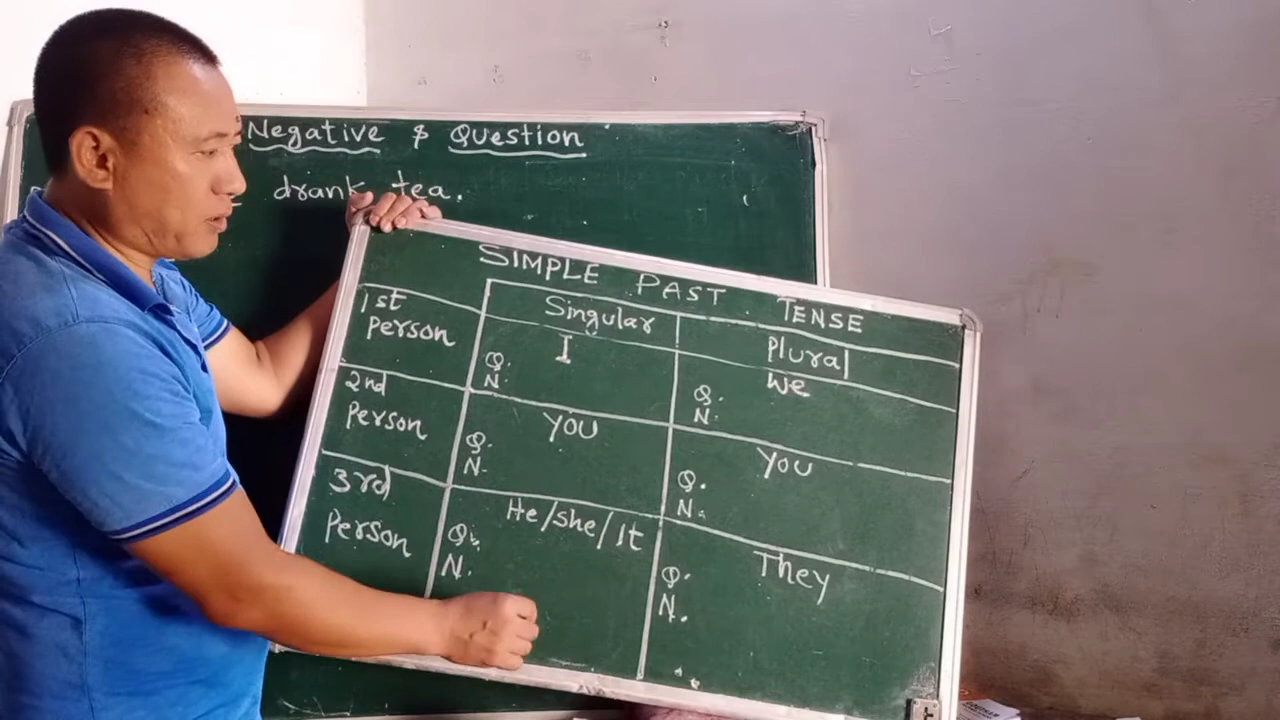 Negative & Question
drank tea.
SIMPLE PAST TENSE
Singular
Plural
1st
Person
I
Q.
N.
We
Q.
N.
2nd
Person
You
Q.
N.
You
Q.
N.
3rd
Person
He/She/It
Q.
N.
They
Q.
N.